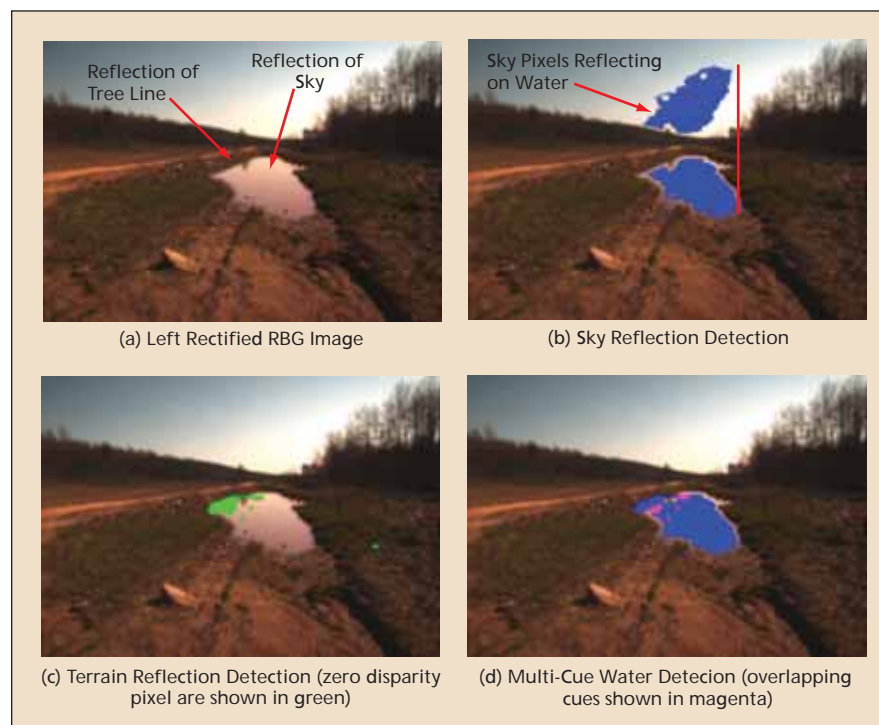 Reflection of
Tree Line
Reflection of
Sky
Sky Pixels Reflecting
on Water
(a) Left Rectified RBG Image
(b) Sky Reflection Detection
(c) Terrain Reflection Detection (zero disparity
pixel are shown in green)
(d) Multi-Cue Water Detecion (overlapping
cues shown in magenta)